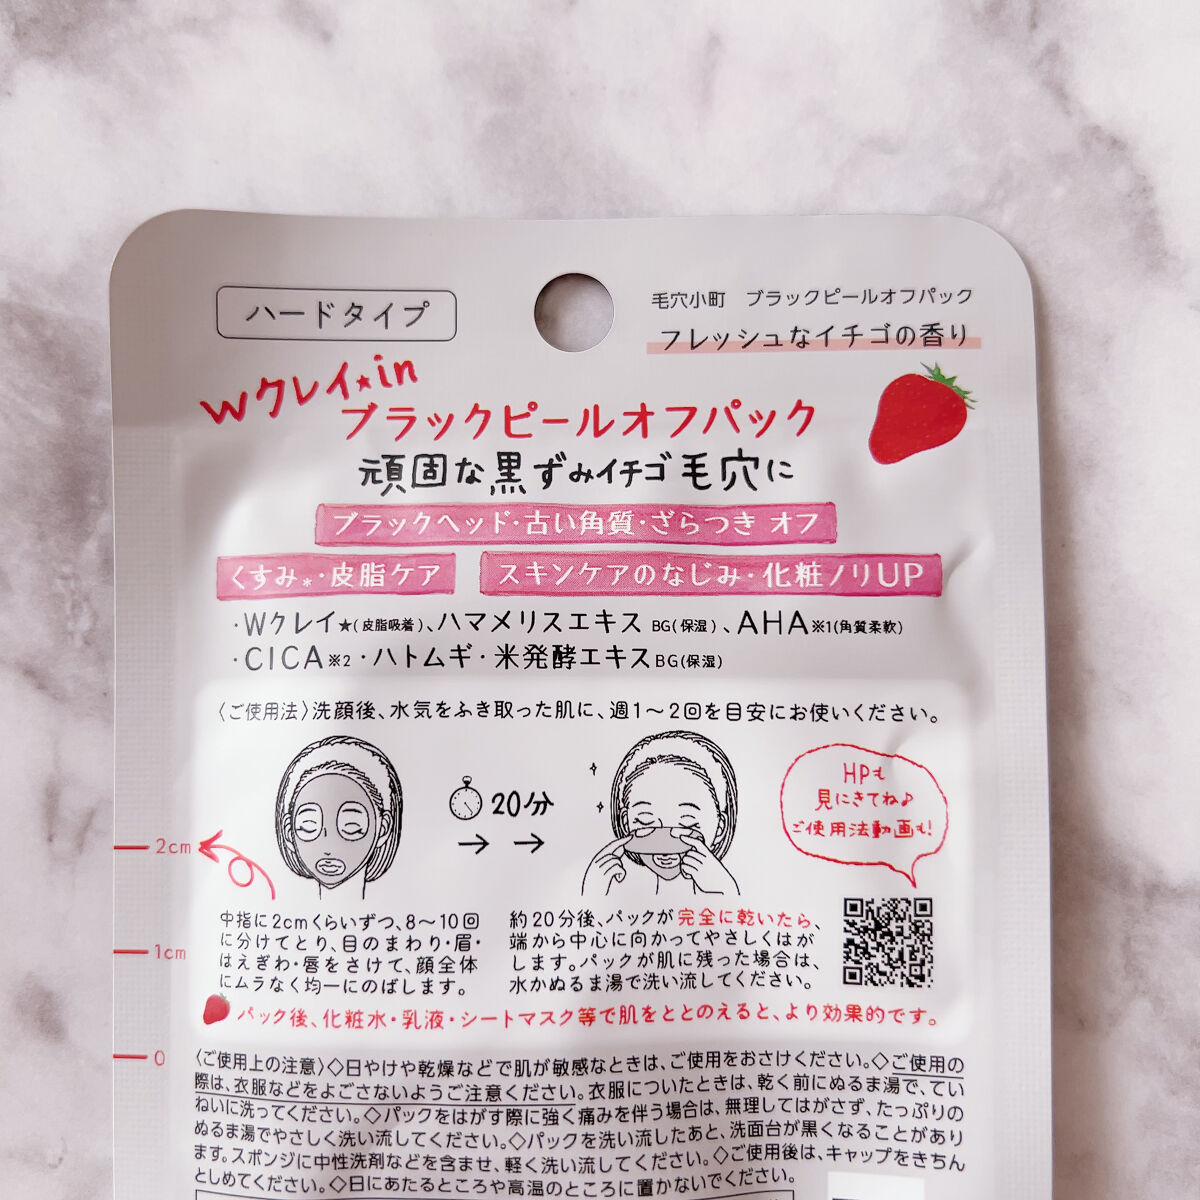 ハードタイプ
毛穴小町 ブラックピールオフパック
フレッシュなイチゴの香り
Wクレイ★in
ブラックピールオフパック
頑固な黒ずみイチゴ毛穴に
ブラックヘッド・古い角質・ざらつき オフ
くすみ*・皮脂ケア
スキンケアのなじみ・化粧ノリUP
・Wクレイ★(皮脂吸着)、ハマメリスエキス BG(保湿)、AHA※1(角質柔軟)
・CICA※2・ハトムギ・米発酵エキスBG(保湿)
〈ご使用法〉洗顔後、水気をふき取った肌に、週1〜2回を目安にお使いください。
20分
→ →
HPも
見にきてね♪
ご使用法動画も!
2cm
1cm
0
中指に2cmくらいずつ、8〜10回
に分けてとり、目のまわり・眉・
はえぎわ・唇をさけて、顔全体
にムラなく均一にのばします。
約20分後、パックが完全に乾いたら、
端から中心に向かってやさしくはが
します。パックが肌に残った場合は、
水かぬるま湯で洗い流してください。
パック後、化粧水・乳液・シートマスク等で肌をととのえると、より効果的です。
〈ご使用上の注意〉◇日やけや乾燥などで肌が敏感なときは、ご使用をおさけください。◇ご使用の
際は、衣服などをよごさないようご注意ください。衣服についたときは、乾く前にぬるま湯で、てい
ねいに洗ってください。◇パックをはがす際に強く痛みを伴う場合は、無理してはがさず、たっぷりの
ぬるま湯でやさしく洗い流してください。◇パックを洗い流したあと、洗面台が黒くなることがあり
ます。スポンジに中性洗剤などを含ませ、軽く洗い流してください。◇ご使用後は、キャップをきちん
としめてください。◇日にあたるところや高温のところに置かないでください。